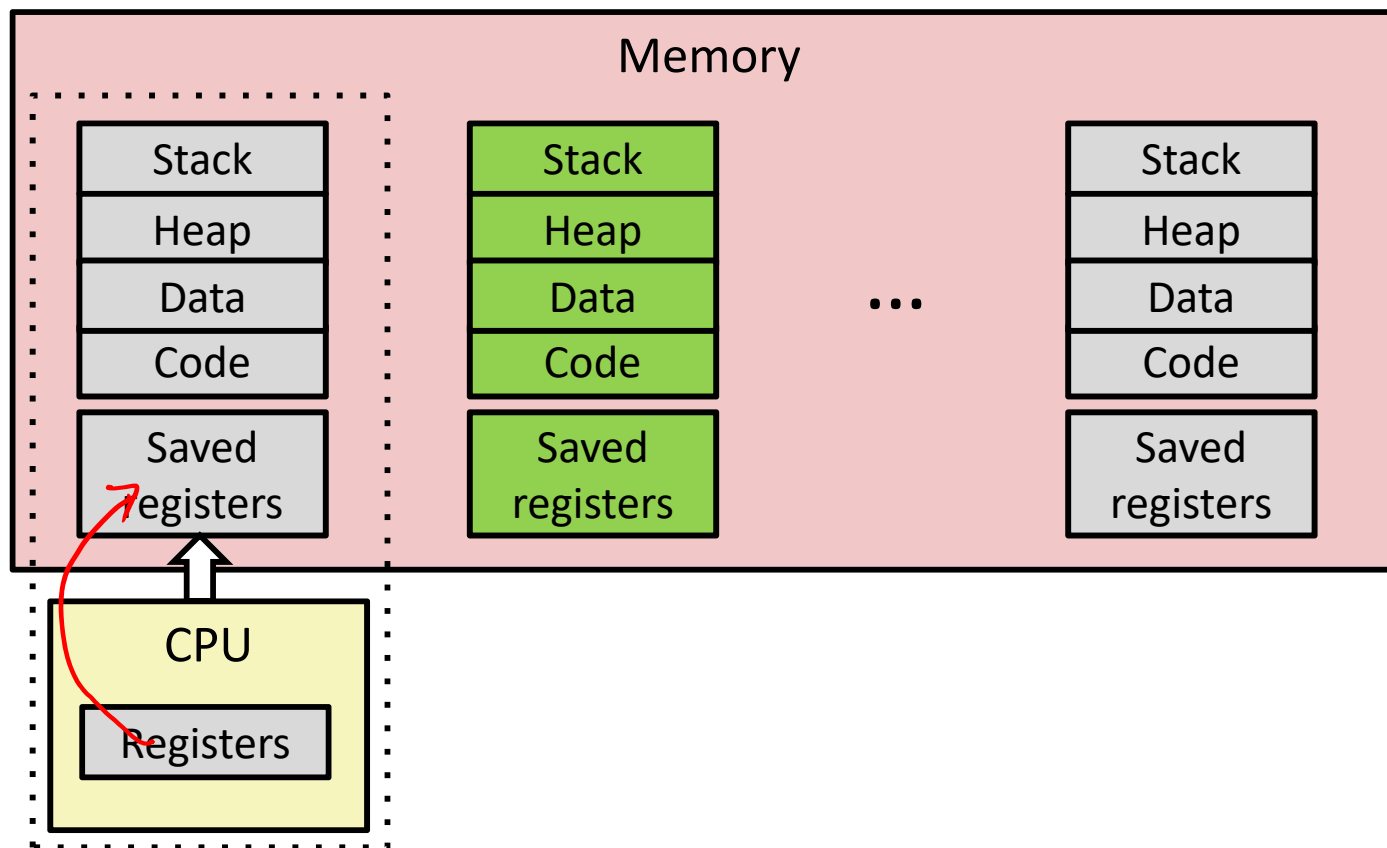 Memory
Stack
Heap
Data
Code
Saved
registers
Stack
Heap
Data
Code
Saved
registers
...
Stack
Heap
Data
Code
Saved
registers
CPU
Registers